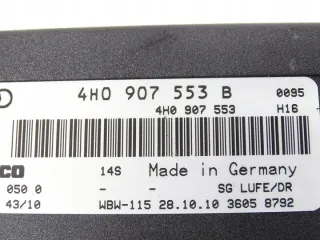 4H0 907 553 B 0095
4H0 907 553 H16
CO 14S Made in Germany
050 0 - - SG LUFE/DR
43/10 WBW-115 28.10.10 3605 8792